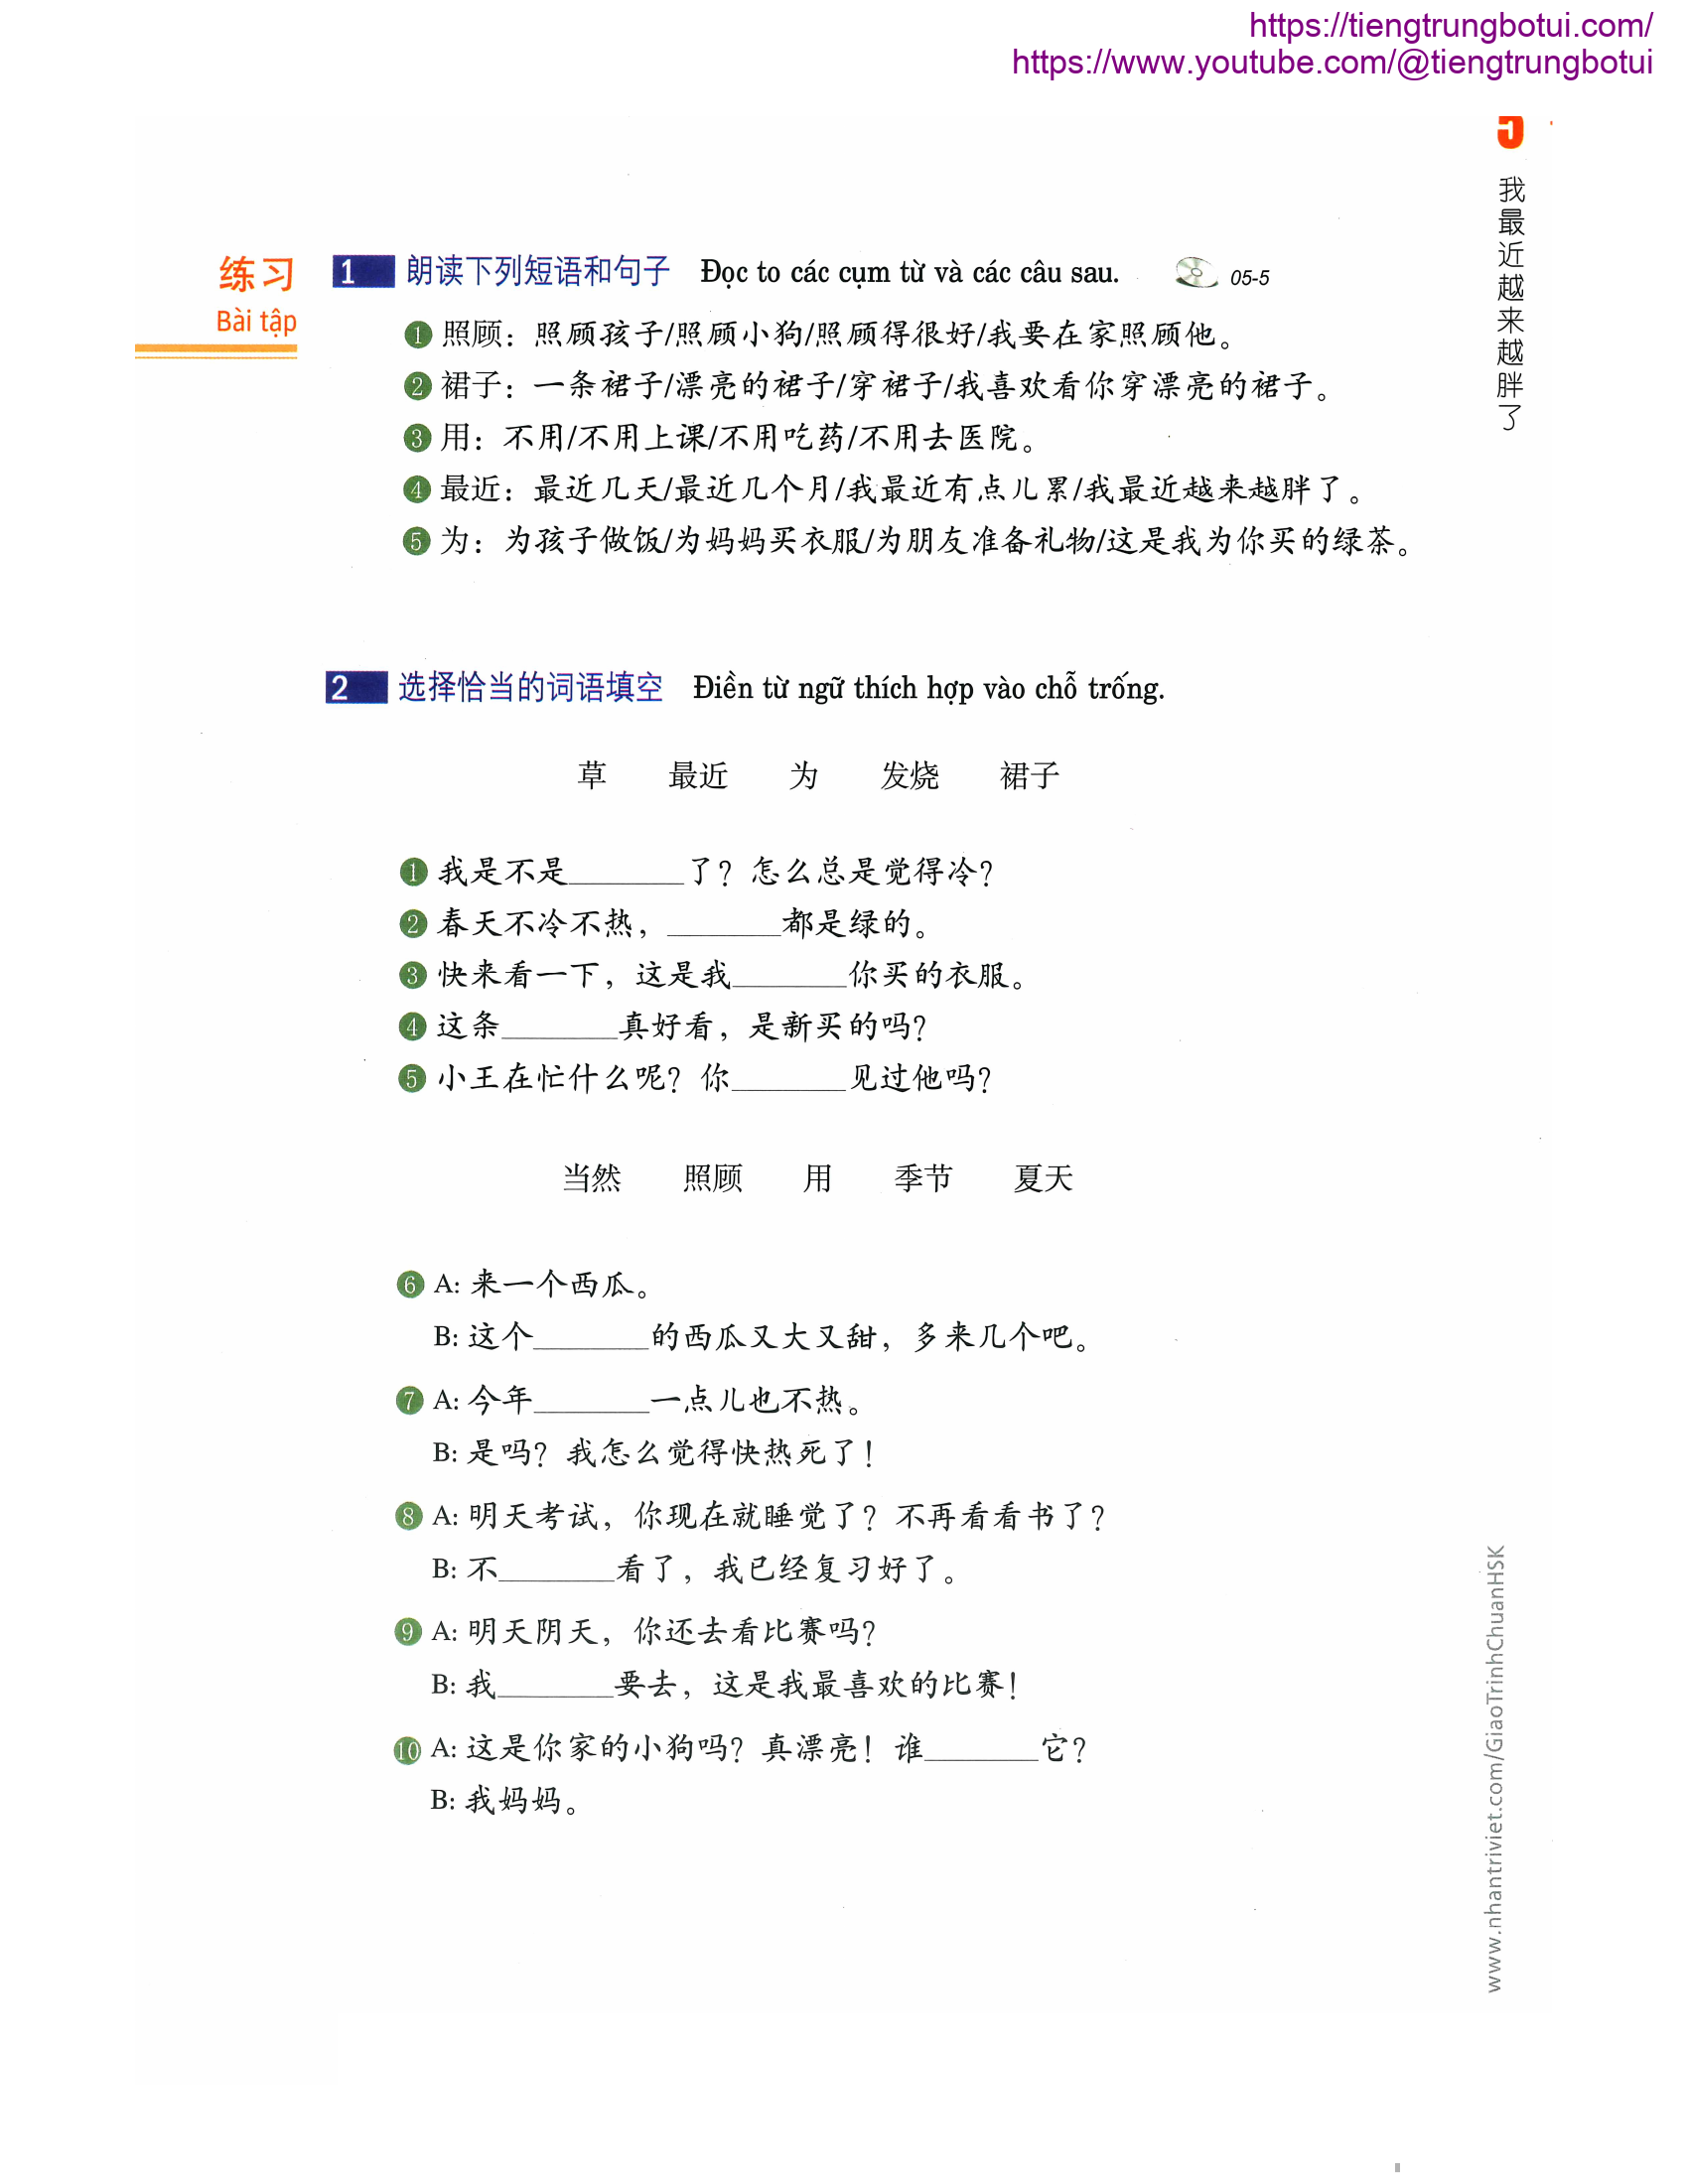 https://tiengtrungbotui.com/
https://www.youtube.com/@tiengtrungbotui
5
我最近越来越胖了
练习
Bài tập
1 朗读下列短语和句子 Đọc to các cụm từ và các câu sau. 05-5
1 照顾：照顾孩子/照顾小狗/照顾得很好/我要在家照顾他。
2 裙子：一条裙子/漂亮的裙子/穿裙子/我喜欢看你穿漂亮的裙子。
3 用：不用/不用上课/不用吃药/不用去医院。
4 最近：最近几天/最近几个月/我最近有点儿累/我最近越来越胖了。
5 为：为孩子做饭/为妈妈买衣服/为朋友准备礼物/这是我为你买的绿茶。
2 选择恰当的词语填空 Điền từ ngữ thích hợp vào chỗ trống.
草 最近 为 发烧 裙子
1 我是不是_______了？怎么总是觉得冷？
2 春天不冷不热，_______都是绿的。
3 快来看一下，这是我_______你买的衣服。
4 这条_______真好看，是新买的吗？
5 小王在忙什么呢？你_______见过他吗？
当然 照顾 用 季节 夏天
6 A: 来一个西瓜。
B: 这个_______的西瓜又大又甜，多来几个吧。
7 A: 今年_______一点儿也不热。
B: 是吗？我怎么觉得快热死了！
8 A: 明天考试，你现在就睡觉了？不再看看书了？
B: 不_______看了，我已经复习好了。
9 A: 明天阴天，你还去看比赛吗？
B: 我_______要去，这是我最喜欢的比赛！
10 A: 这是你家的小狗吗？真漂亮！谁_______它？
B: 我妈妈。
www.nhantriviet.com/GiaoTrinhChuanHSK